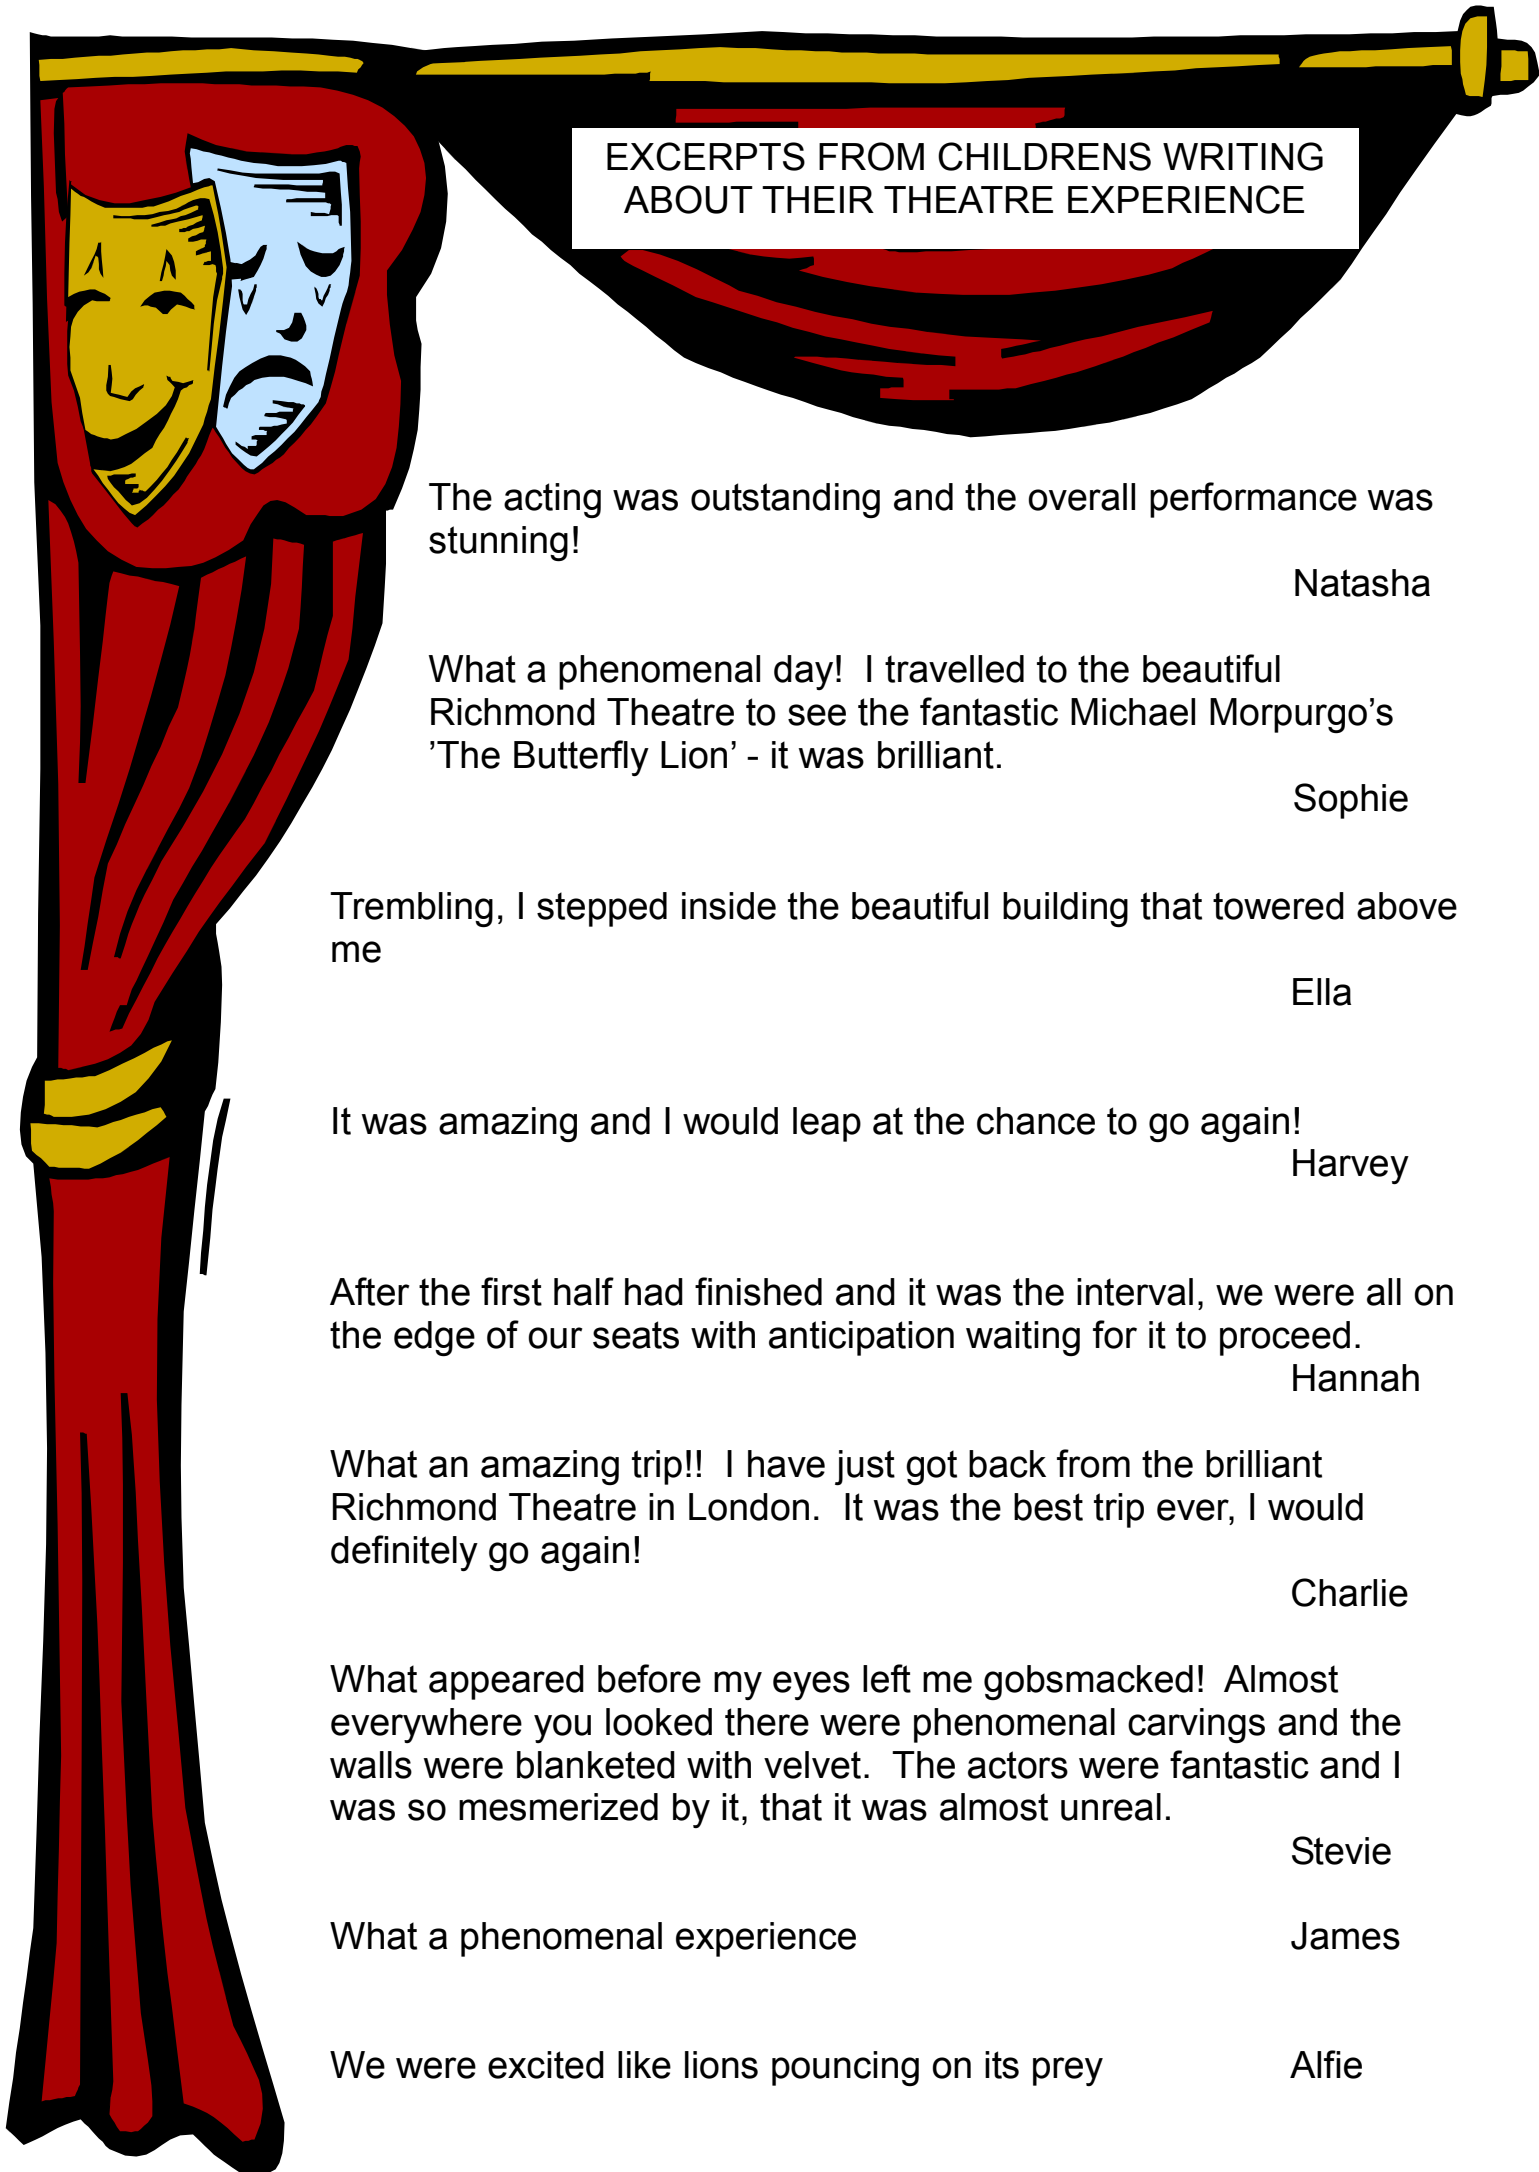 EXCERPTS FROM CHILDRENS WRITING
ABOUT THEIR THEATRE EXPERIENCE
The acting was outstanding and the overall performance was
stunning!
Natasha
What a phenomenal day!  I travelled to the beautiful
Richmond Theatre to see the fantastic Michael Morpurgo’s
’The Butterfly Lion’ - it was brilliant.
Sophie
Trembling, I stepped inside the beautiful building that towered above
me
Ella
It was amazing and I would leap at the chance to go again!
Harvey
After the first half had finished and it was the interval, we were all on
the edge of our seats with anticipation waiting for it to proceed.
Hannah
What an amazing trip!!  I have just got back from the brilliant
Richmond Theatre in London.  It was the best trip ever, I would
definitely go again!
Charlie
What appeared before my eyes left me gobsmacked!  Almost
everywhere you looked there were phenomenal carvings and the
walls were blanketed with velvet.  The actors were fantastic and I
was so mesmerized by it, that it was almost unreal.
Stevie
What a phenomenal experience James
We were excited like lions pouncing on its prey Alfie